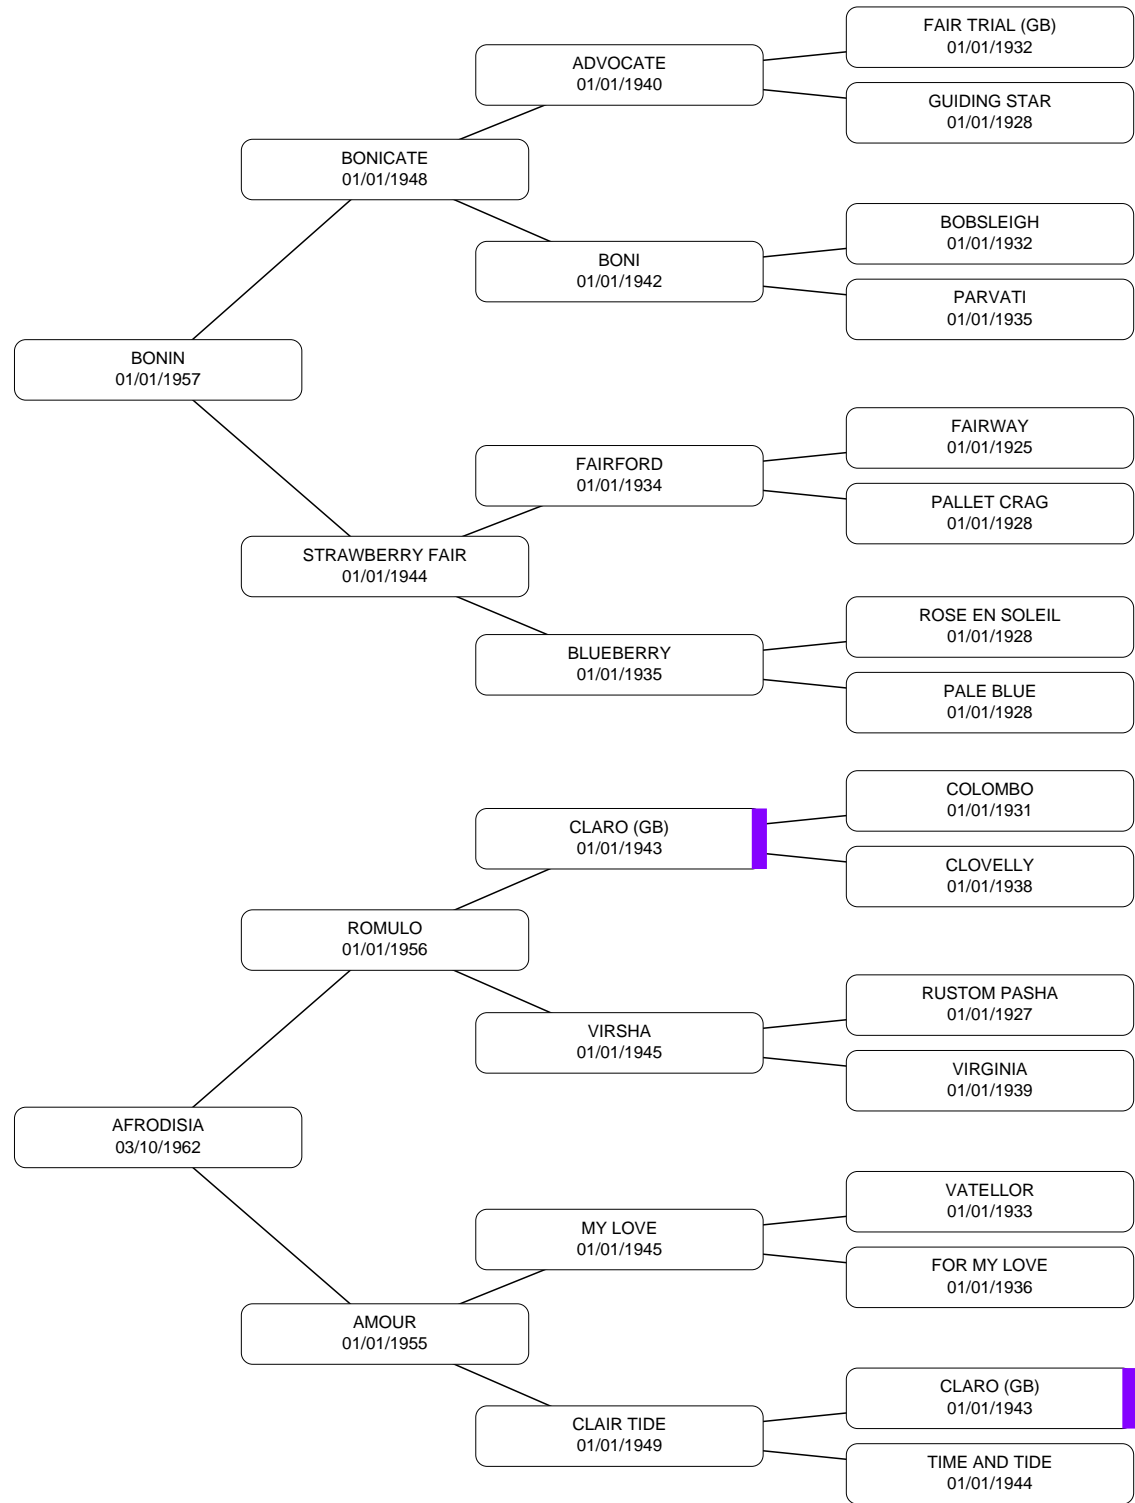 FAIR TRIAL (GB)
01/01/1932
ADVOCATE
01/01/1940
GUIDING STAR
01/01/1928
BONICATE
01/01/1948
BOBSLEIGH
01/01/1932
BONI
01/01/1942
PARVATI
01/01/1935
BONIN
01/01/1957
FAIRWAY
01/01/1925
FAIRFORD
01/01/1934
PALLET CRAG
01/01/1928
STRAWBERRY FAIR
01/01/1944
ROSE EN SOLEIL
01/01/1928
BLUEBERRY
01/01/1935
PALE BLUE
01/01/1928
COLOMBO
01/01/1931
CLARO (GB)
01/01/1943
CLOVELLY
01/01/1938
ROMULO
01/01/1956
RUSTOM PASHA
01/01/1927
VIRSHA
01/01/1945
VIRGINIA
01/01/1939
AFRODISIA
03/10/1962
VATELLOR
01/01/1933
MY LOVE
01/01/1945
FOR MY LOVE
01/01/1936
AMOUR
01/01/1955
CLARO (GB)
01/01/1943
CLAIR TIDE
01/01/1949
TIME AND TIDE
01/01/1944